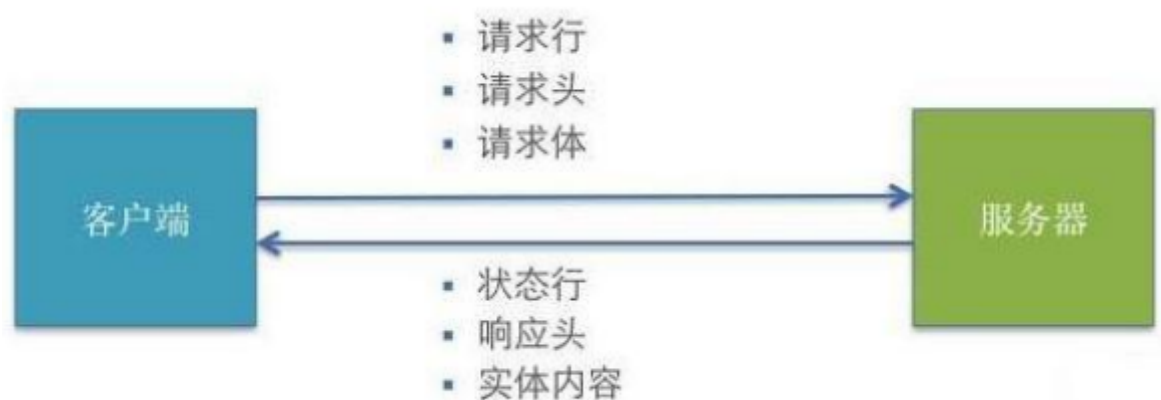 请求行
请求头
请求体
客户端
服务器
状态行
响应头
实体内容